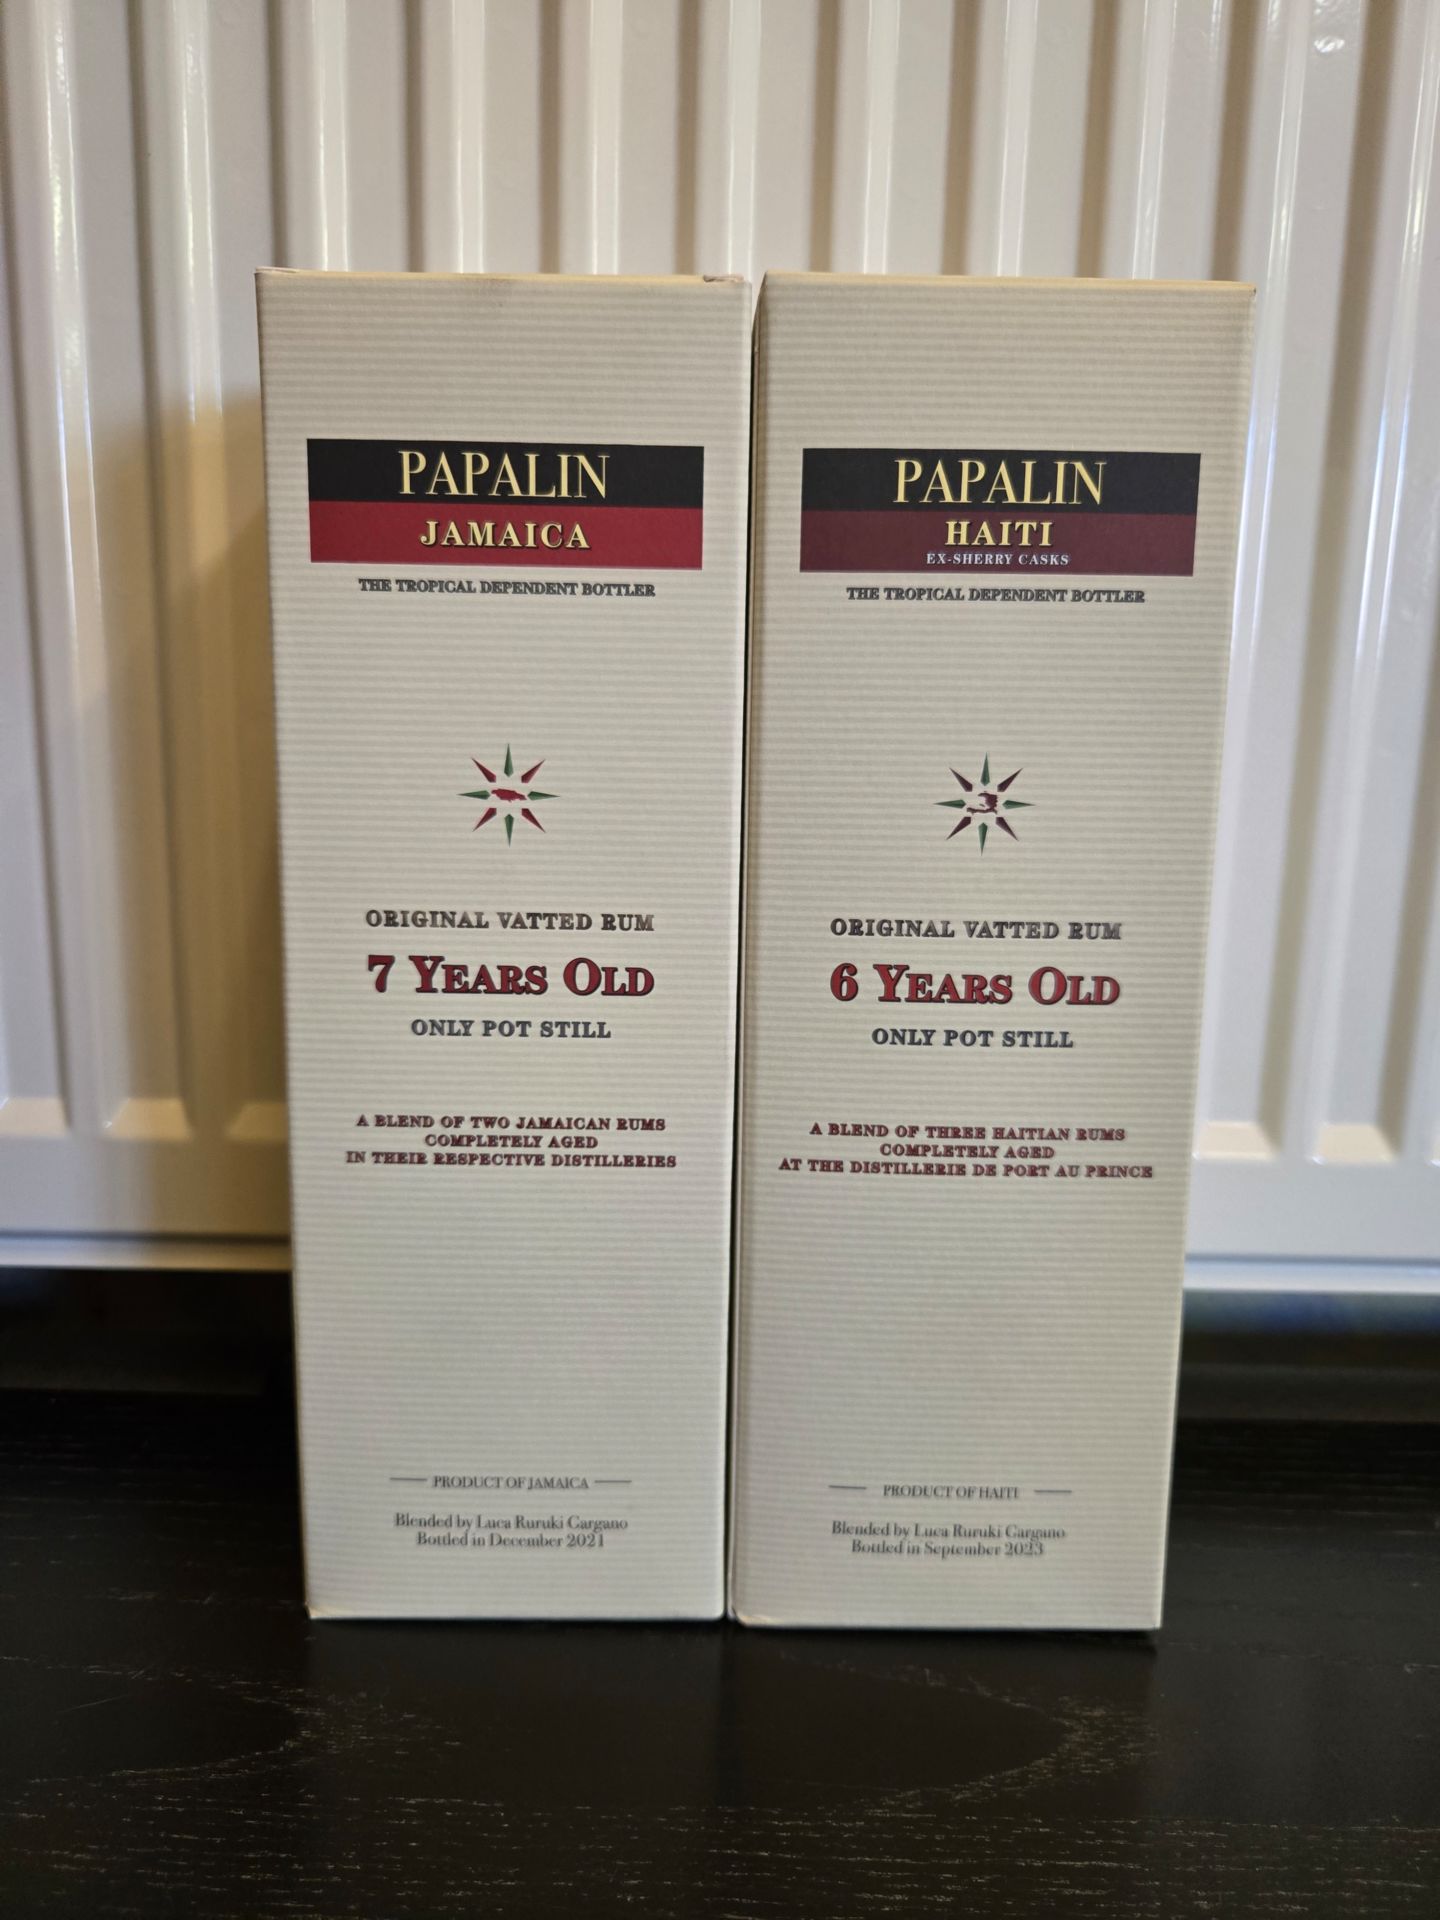 PAPALIN
JAMAICA
THE TROPICAL DEPENDENT BOTTLER
ORIGINAL VATTED RUM
7 YEARS OLD
ONLY POT STILL
A BLEND OF TWO JAMAICAN RUMS
COMPLETELY AGED
IN THEIR RESPECTIVE DISTILLERIES
PRODUCT OF JAMAICA
Blended by Luca Ruruki Gargano
Bottled in December 2021
PAPALIN
HAITI
EX-SHERRY CASKS
THE TROPICAL DEPENDENT BOTTLER
ORIGINAL VATTED RUM
6 YEARS OLD
ONLY POT STILL
A BLEND OF THREE HAITIAN RUMS
COMPLETELY AGED
AT THE DISTILLERIE DE PORT AU PRINCE
PRODUCT OF HAITI
Blended by Luca Ruruki Gargano
Bottled in September 2023